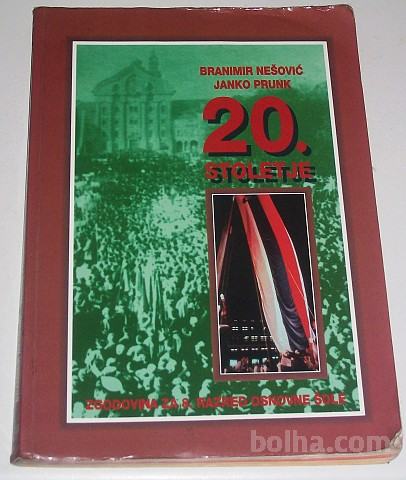 BRANIMIR NEŠOVIĆ
JANKO PRUNK
20.
STOLETJE
ZGODOVINA ZA 8. RAZRED OSNOVNE ŠOLE
bolha.com